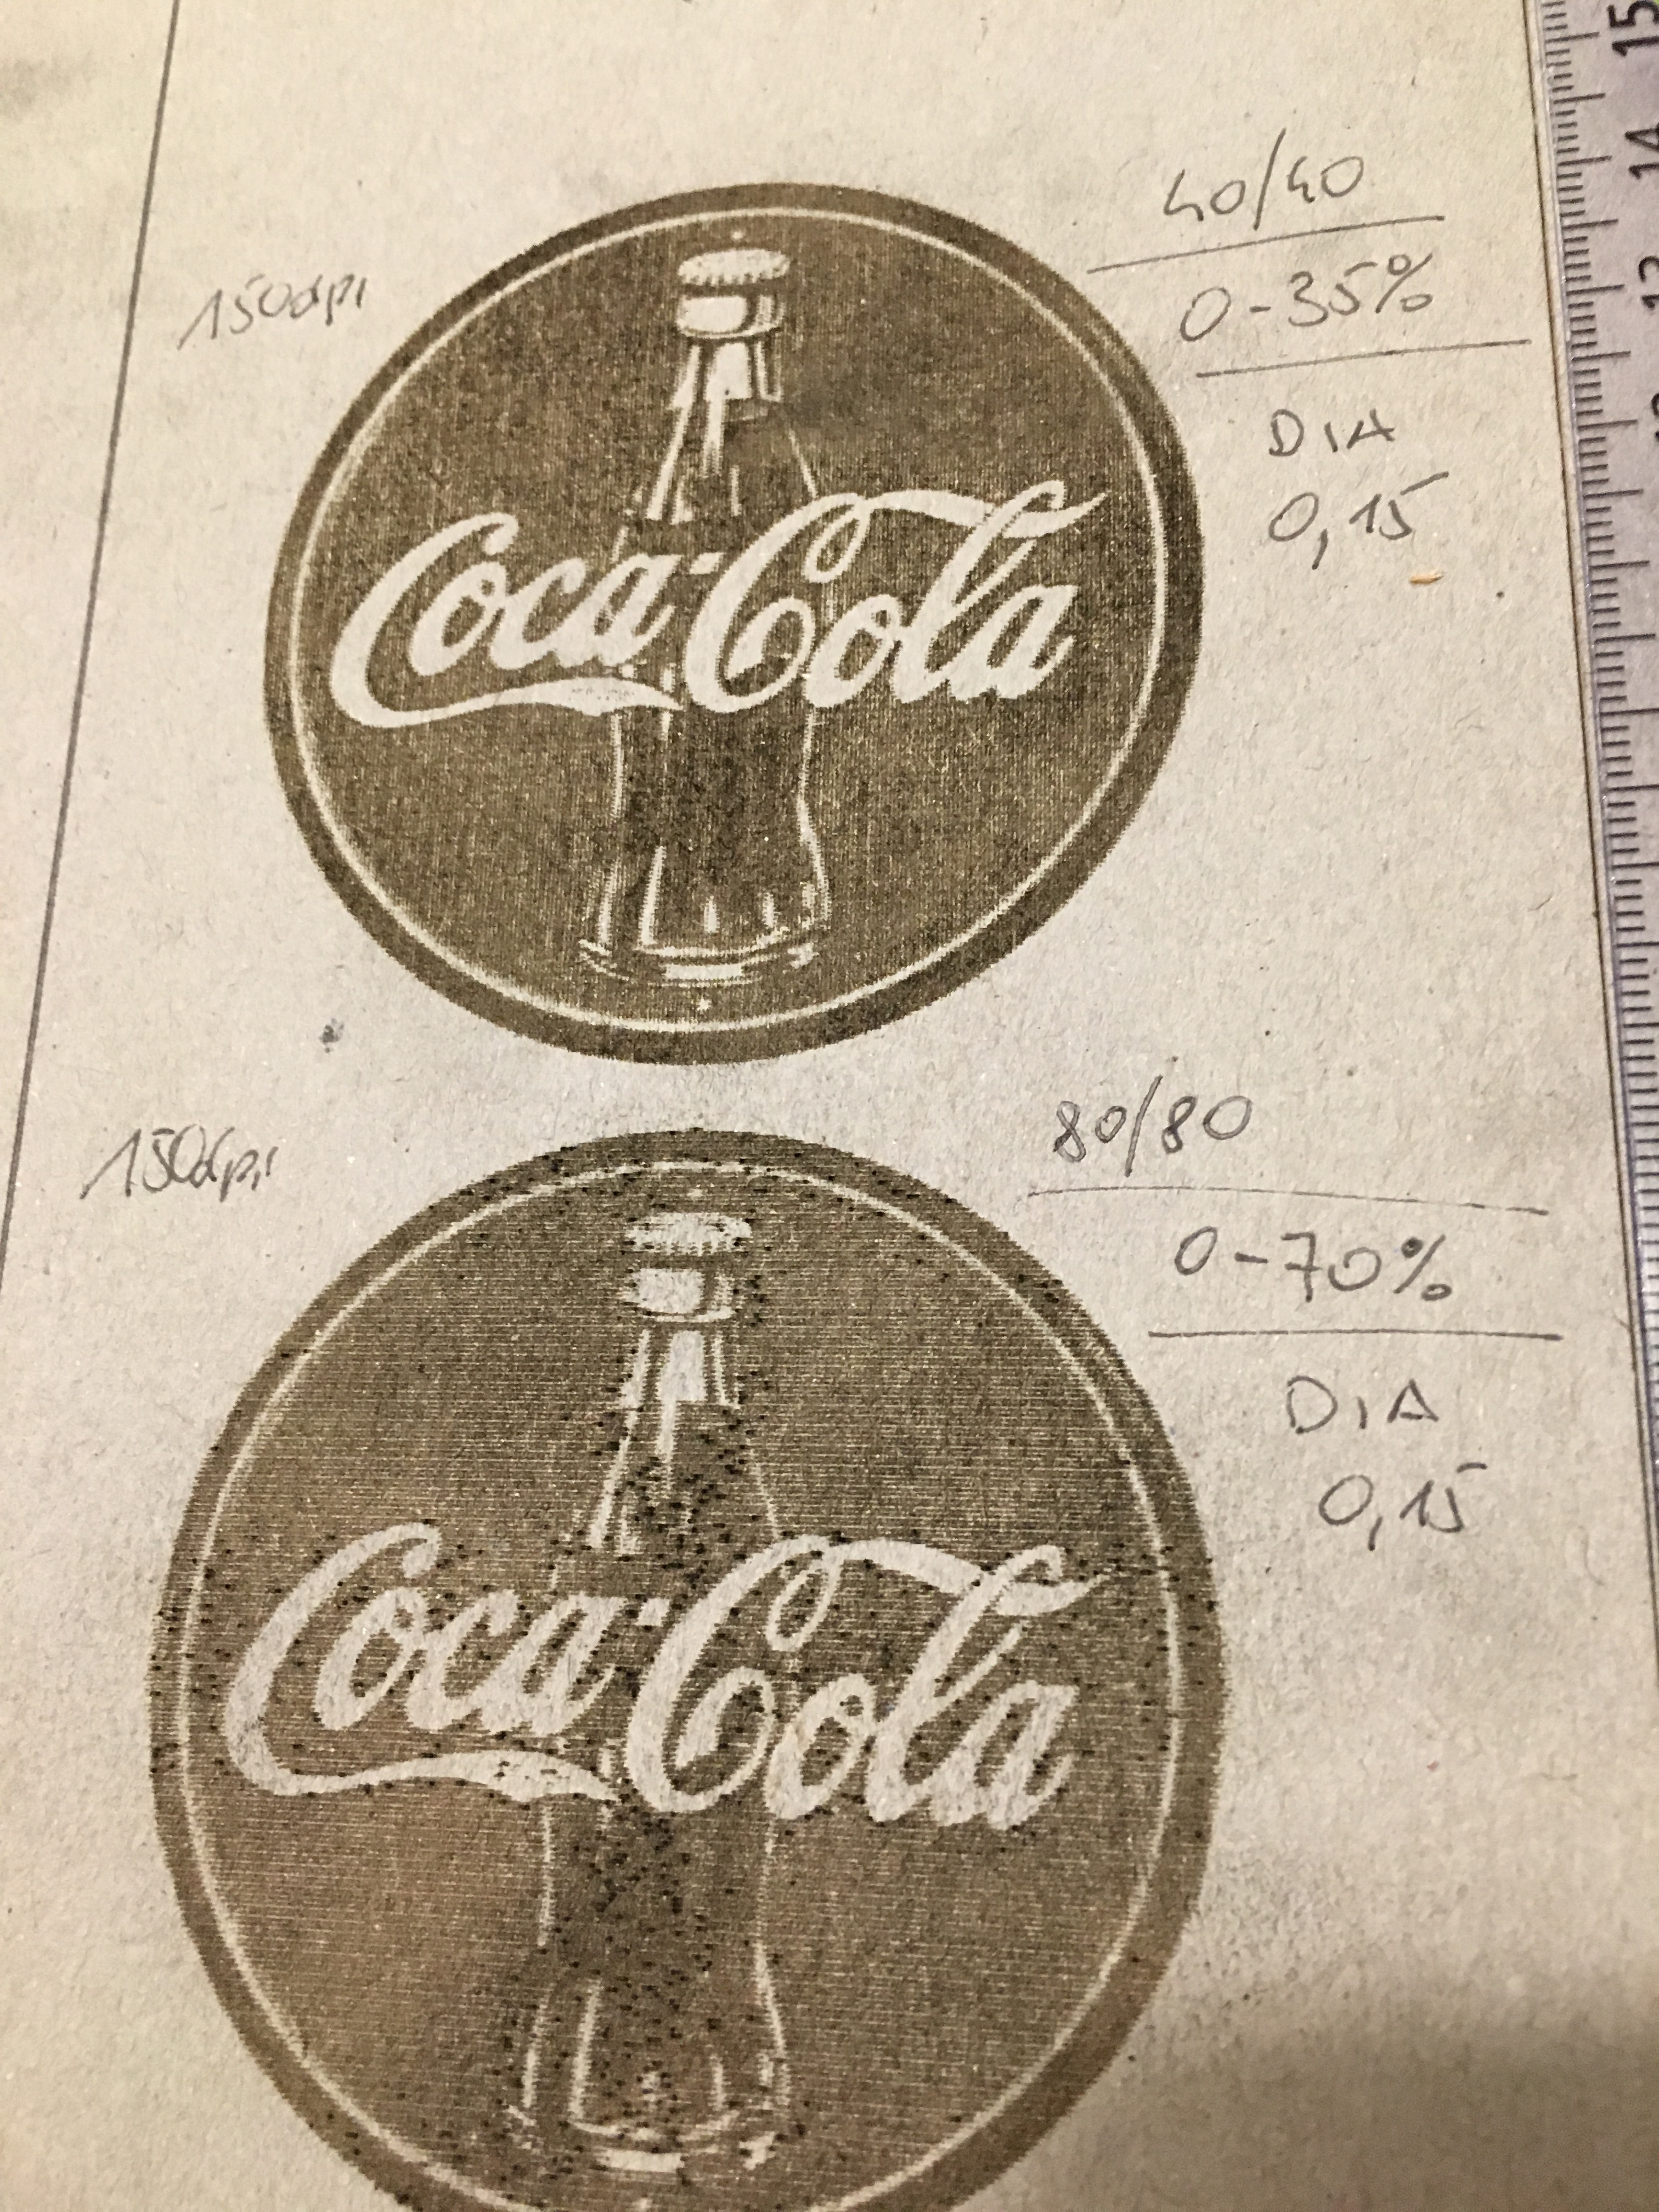 15
14
40/40
13
150dpi
0-35%
DIA
0,15
Coca-Cola
80/80
150dpi
0-70%
DIA
0,15
Coca-Cola